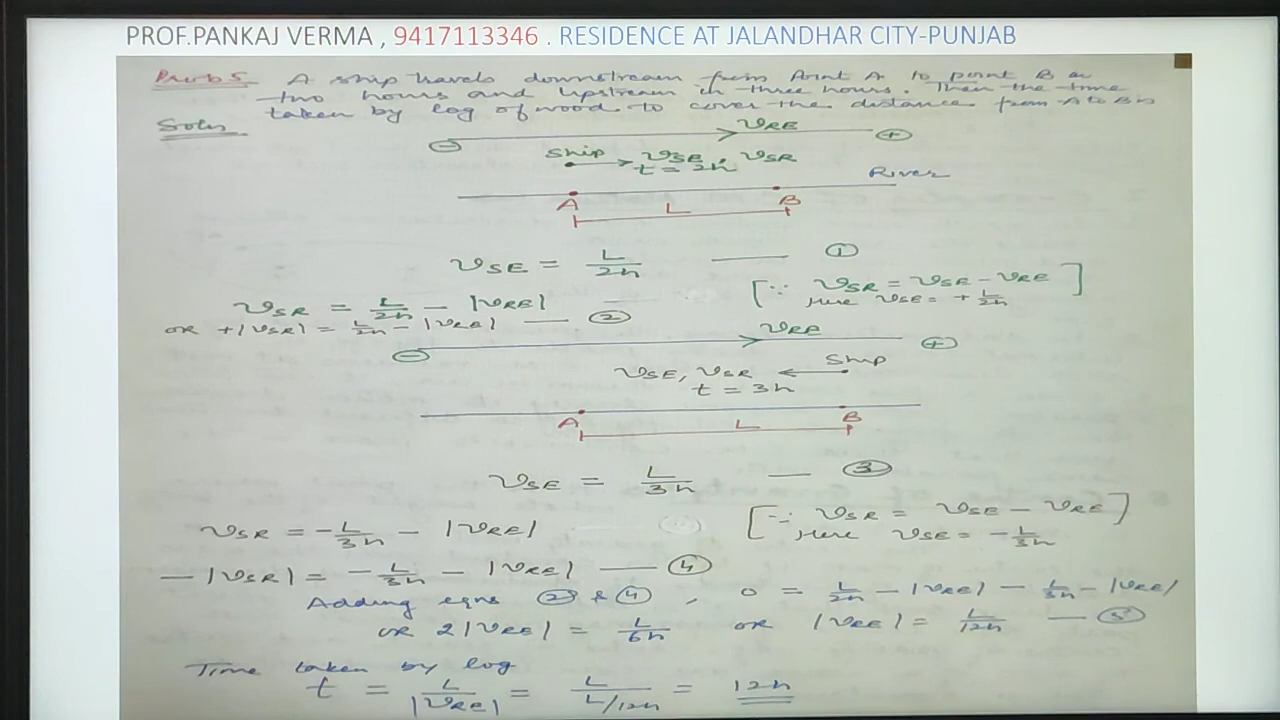 PROF.PANKAJ VERMA , 9417113346 . RESIDENCE AT JALANDHAR CITY-PUNJAB
Prob 5 A ship travels downstream from Point A to point B in
two hours and upstream in three hours. Then the time
taken by log of wood to cover the distance from A to B is
Soln
vRE
⊖ ⊕
Ship vSE , vSR
t = 2h
River
A B
L
vSE = L/2h — ①
vSR = L/2h - |vRE| [∵ vSR = vSE - vRE
Here vSE = + L/2h ]
or +|vSR| = L/2h - |vRE| — ②
vRE
⊖ ⊕
Ship
vSE, vSR
t = 3h
A B
L
vSE = L/3h — ③
vSR = -L/3h - |vRE| [∵ vSR = vSE - vRE
Here vSE = -L/3h ]
- |vSR| = - L/3h - |vRE| — ④
Adding eqns ② & ④ , 0 = L/2h - |vRE| - L/3h - |vRE|
or 2|vRE| = L/6h or |vRE| = L/12h — ⑤
Time taken by log
t = L/|vRE| = L/L/12h = 12h